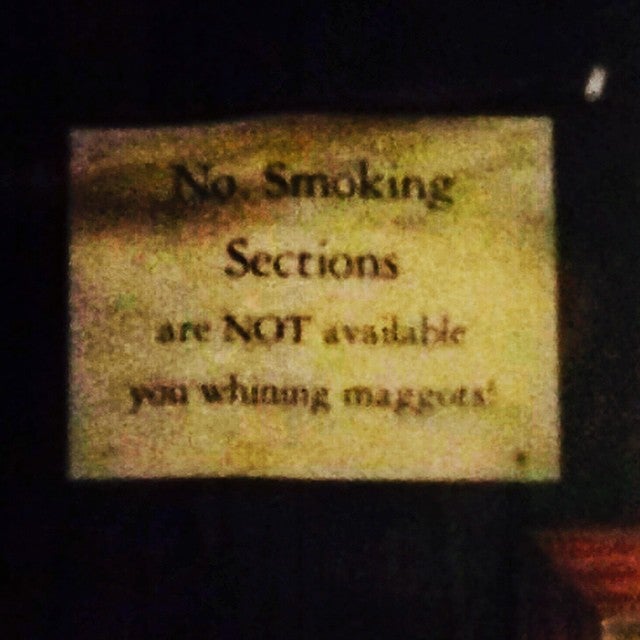 No Smoking
Sections
are NOT available
you whining maggots!